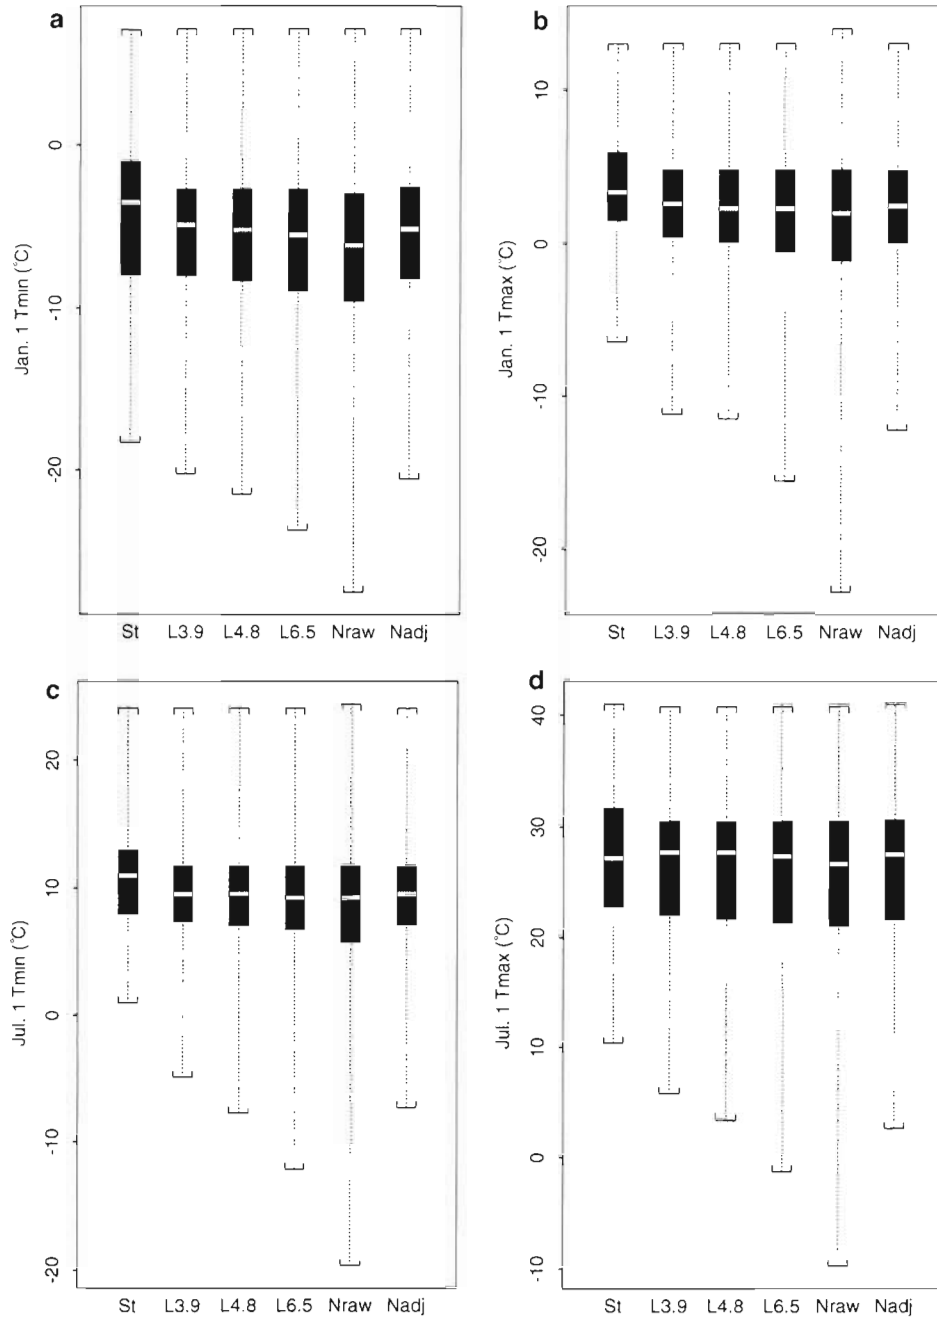 a
0
-10
-20
Jan. 1 Tmin (°C)
St L3.9 L4.8 L6.5 Nraw Nadj
b
10
0
-10
-20
Jan. 1 Tmax (°C)
St L3.9 L4.8 L6.5 Nraw Nadj
c
20
10
0
-10
-20
Jul. 1 Tmin (°C)
St L3.9 L4.8 L6.5 Nraw Nadj
d
40
30
20
10
0
-10
Jul. 1 Tmax (°C)
St L3.9 L4.8 L6.5 Nraw Nadj